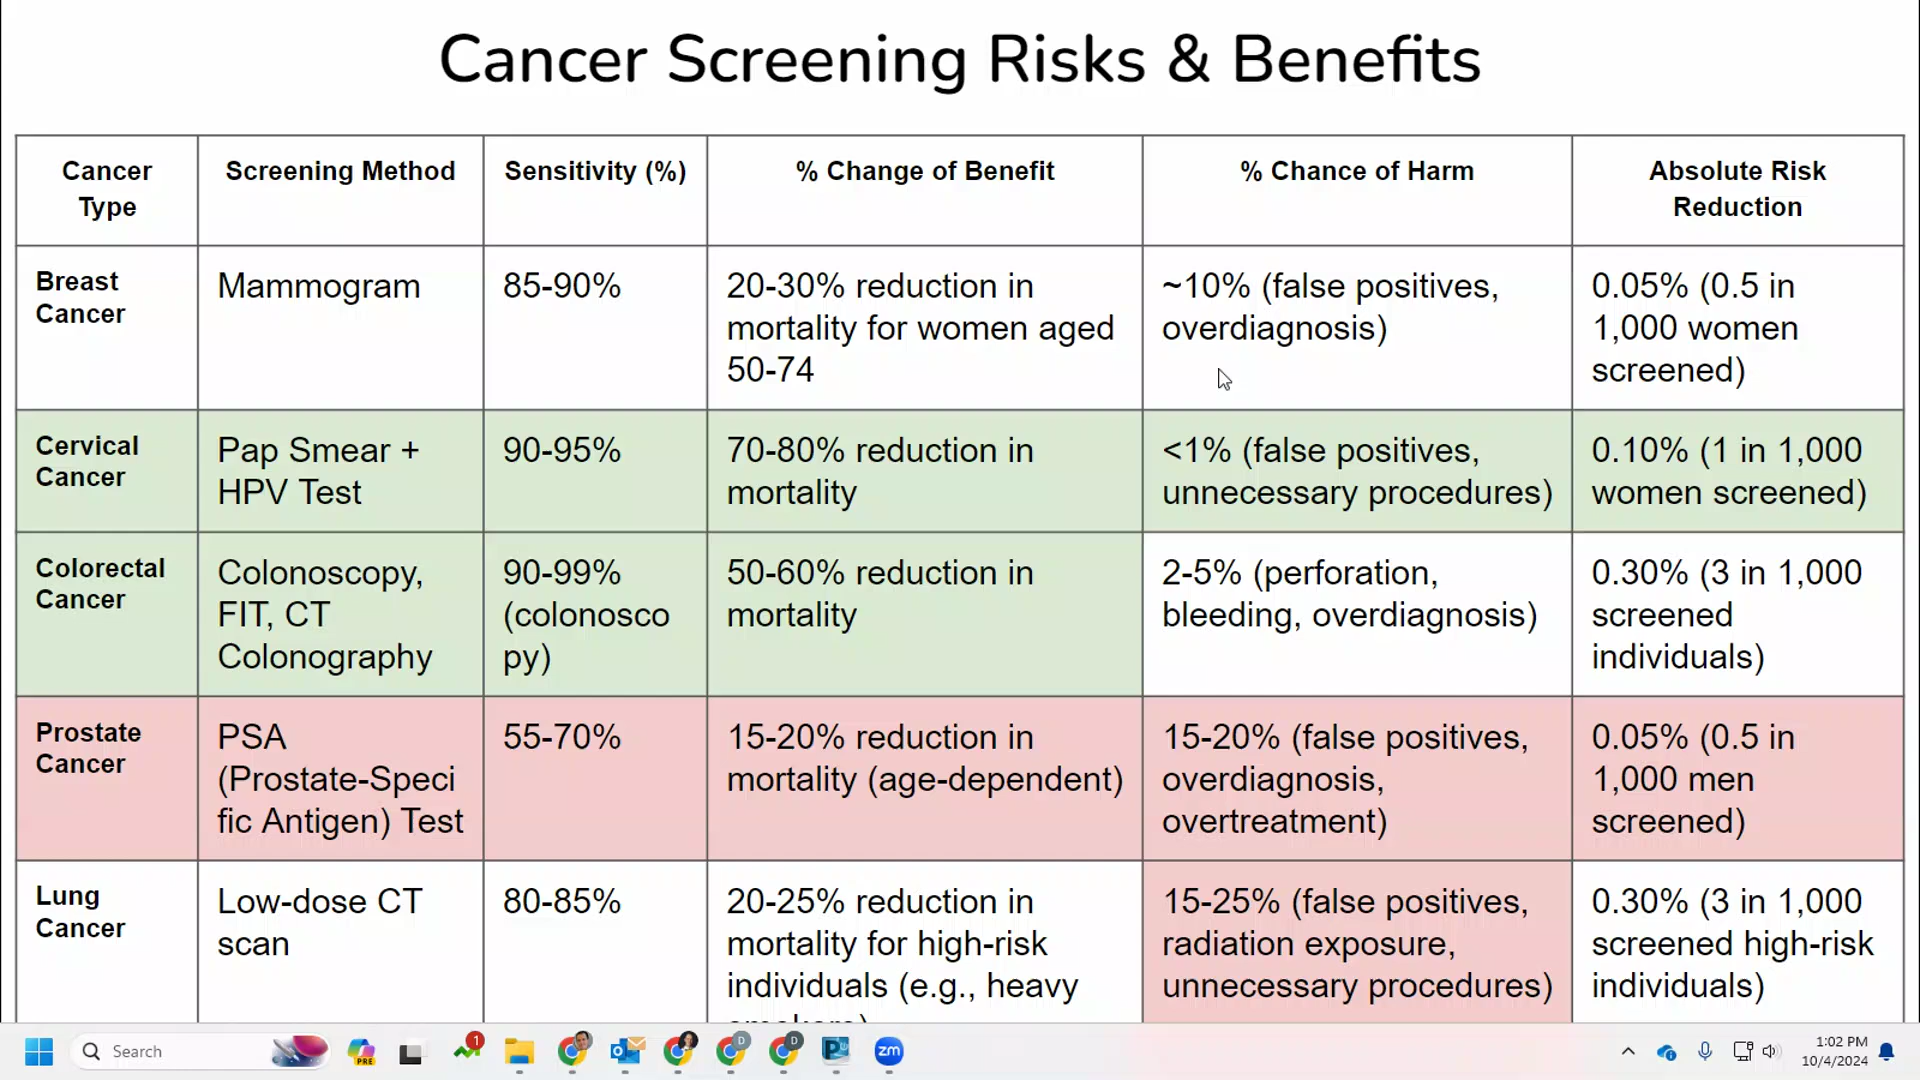 Cancer Screening Risks & Benefits
Cancer
Type
Screening Method
Sensitivity (%)
% Change of Benefit
% Chance of Harm
Absolute Risk
Reduction
Breast
Cancer
Mammogram
85-90%
20-30% reduction in
mortality for women aged
50-74
~10% (false positives,
overdiagnosis)
0.05% (0.5 in
1,000 women
screened)
Cervical
Cancer
Pap Smear +
HPV Test
90-95%
70-80% reduction in
mortality
<1% (false positives,
unnecessary procedures)
0.10% (1 in 1,000
women screened)
Colorectal
Cancer
Colonoscopy,
FIT, CT
Colonography
90-99%
(colonosco
py)
50-60% reduction in
mortality
2-5% (perforation,
bleeding, overdiagnosis)
0.30% (3 in 1,000
screened
individuals)
Prostate
Cancer
PSA
(Prostate-Speci
fic Antigen) Test
55-70%
15-20% reduction in
mortality (age-dependent)
15-20% (false positives,
overdiagnosis,
overtreatment)
0.05% (0.5 in
1,000 men
screened)
Lung
Cancer
Low-dose CT
scan
80-85%
20-25% reduction in
mortality for high-risk
individuals (e.g., heavy
15-25% (false positives,
radiation exposure,
unnecessary procedures)
0.30% (3 in 1,000
screened high-risk
individuals)
Search
PRE
1
D
D
zm
1:02 PM
10/4/2024